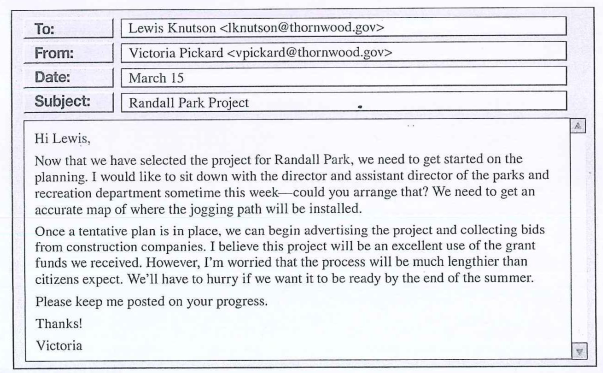 To: Lewis Knutson <lknutson@thornwood.gov>
From: Victoria Pickard <vpickard@thornwood.gov>
Date: March 15
Subject: Randall Park Project
Hi Lewis,
Now that we have selected the project for Randall Park, we need to get started on the
planning. I would like to sit down with the director and assistant director of the parks and
recreation department sometime this week—could you arrange that? We need to get an
accurate map of where the jogging path will be installed.
Once a tentative plan is in place, we can begin advertising the project and collecting bids
from construction companies. I believe this project will be an excellent use of the grant
funds we received. However, I'm worried that the process will be much lengthier than
citizens expect. We'll have to hurry if we want it to be ready by the end of the summer.
Please keep me posted on your progress.
Thanks!
Victoria